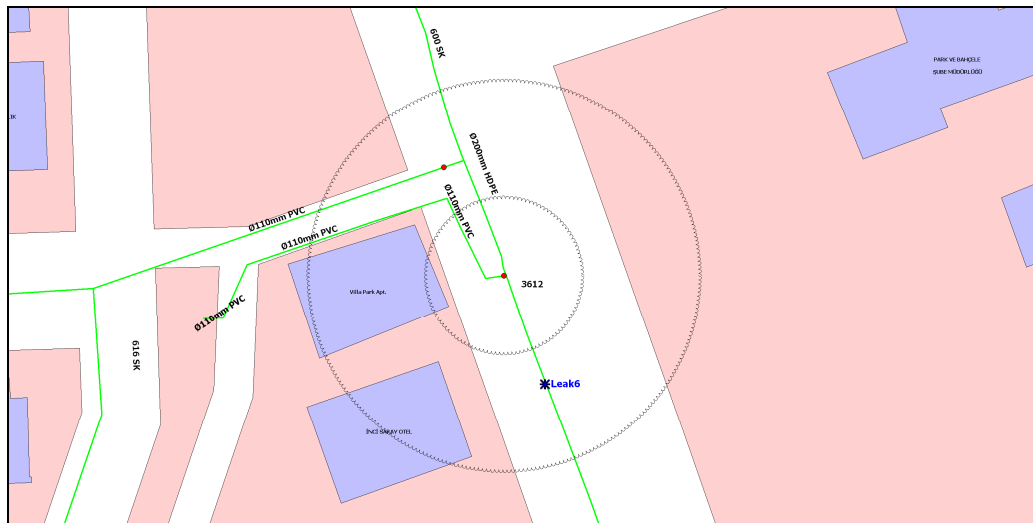 600 SK
PARK VE BAHÇELE
ŞUBE MÜDÜRLÜĞÜ
LIK
Ø200mm HDPE
Ø110mm PVC
Ø110mm PVC
Ø110mm PVC
3612
Villa Park Apt.
Ø110mm PVC
616 SK
Leak6
İNCİ SARAY OTEL